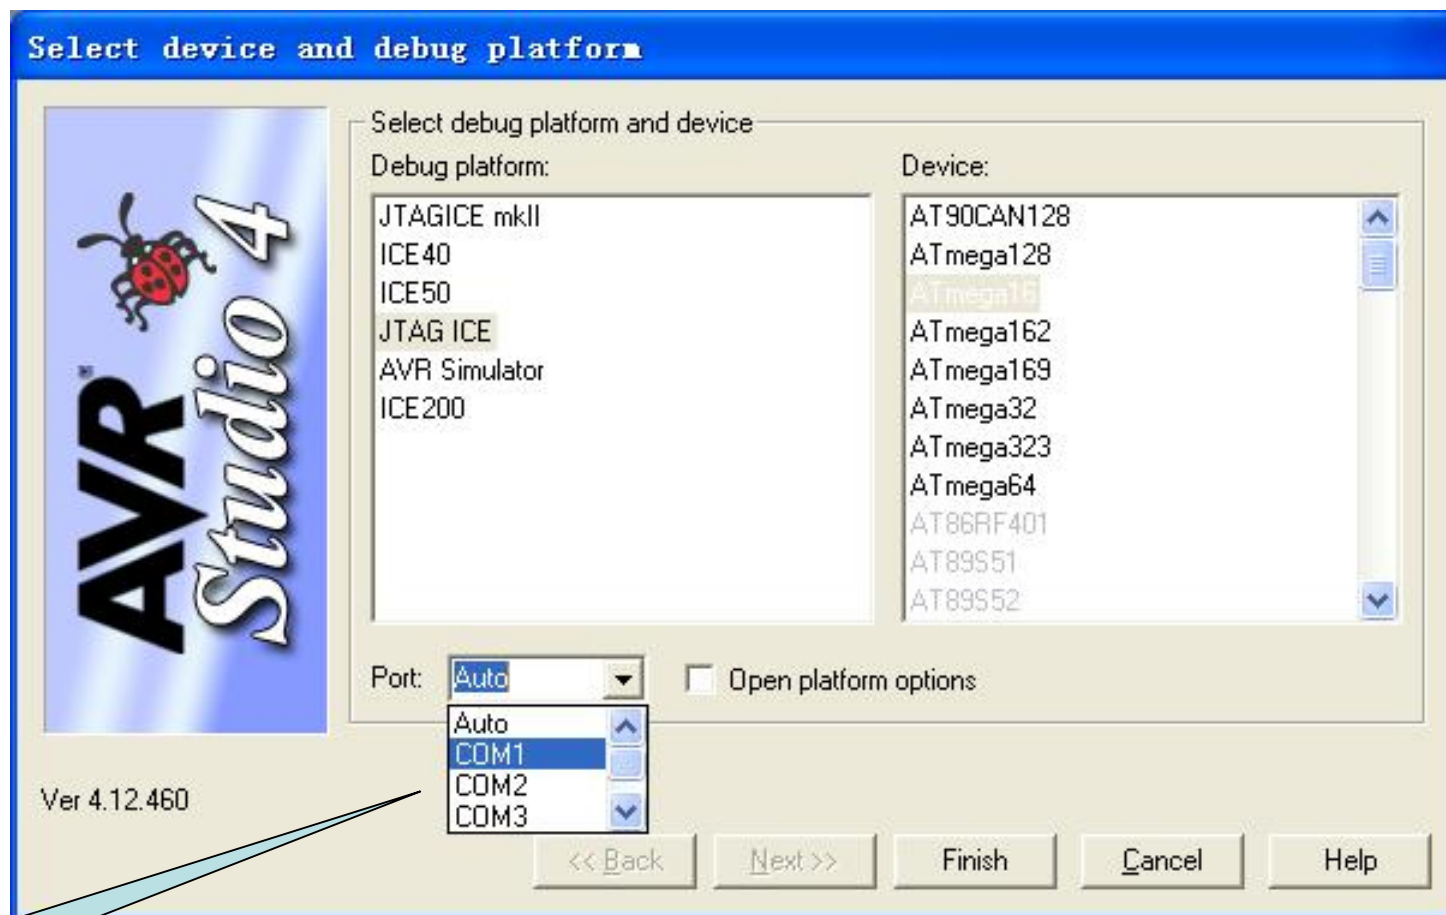 Select device and debug platform
Select debug platform and device
Debug platform:
JTAGICE mkII
ICE40
ICE50
JTAG ICE
AVR Simulator
ICE200
Device:
AT90CAN128
ATmega128
ATmega16
ATmega162
ATmega169
ATmega32
ATmega323
ATmega64
AT86RF401
AT89S51
AT89S52
AVR®
Studio 4
Port: Auto
Open platform options
Auto
COM1
COM2
COM3
Ver 4.12.460
<< Back Next >> Finish Cancel Help